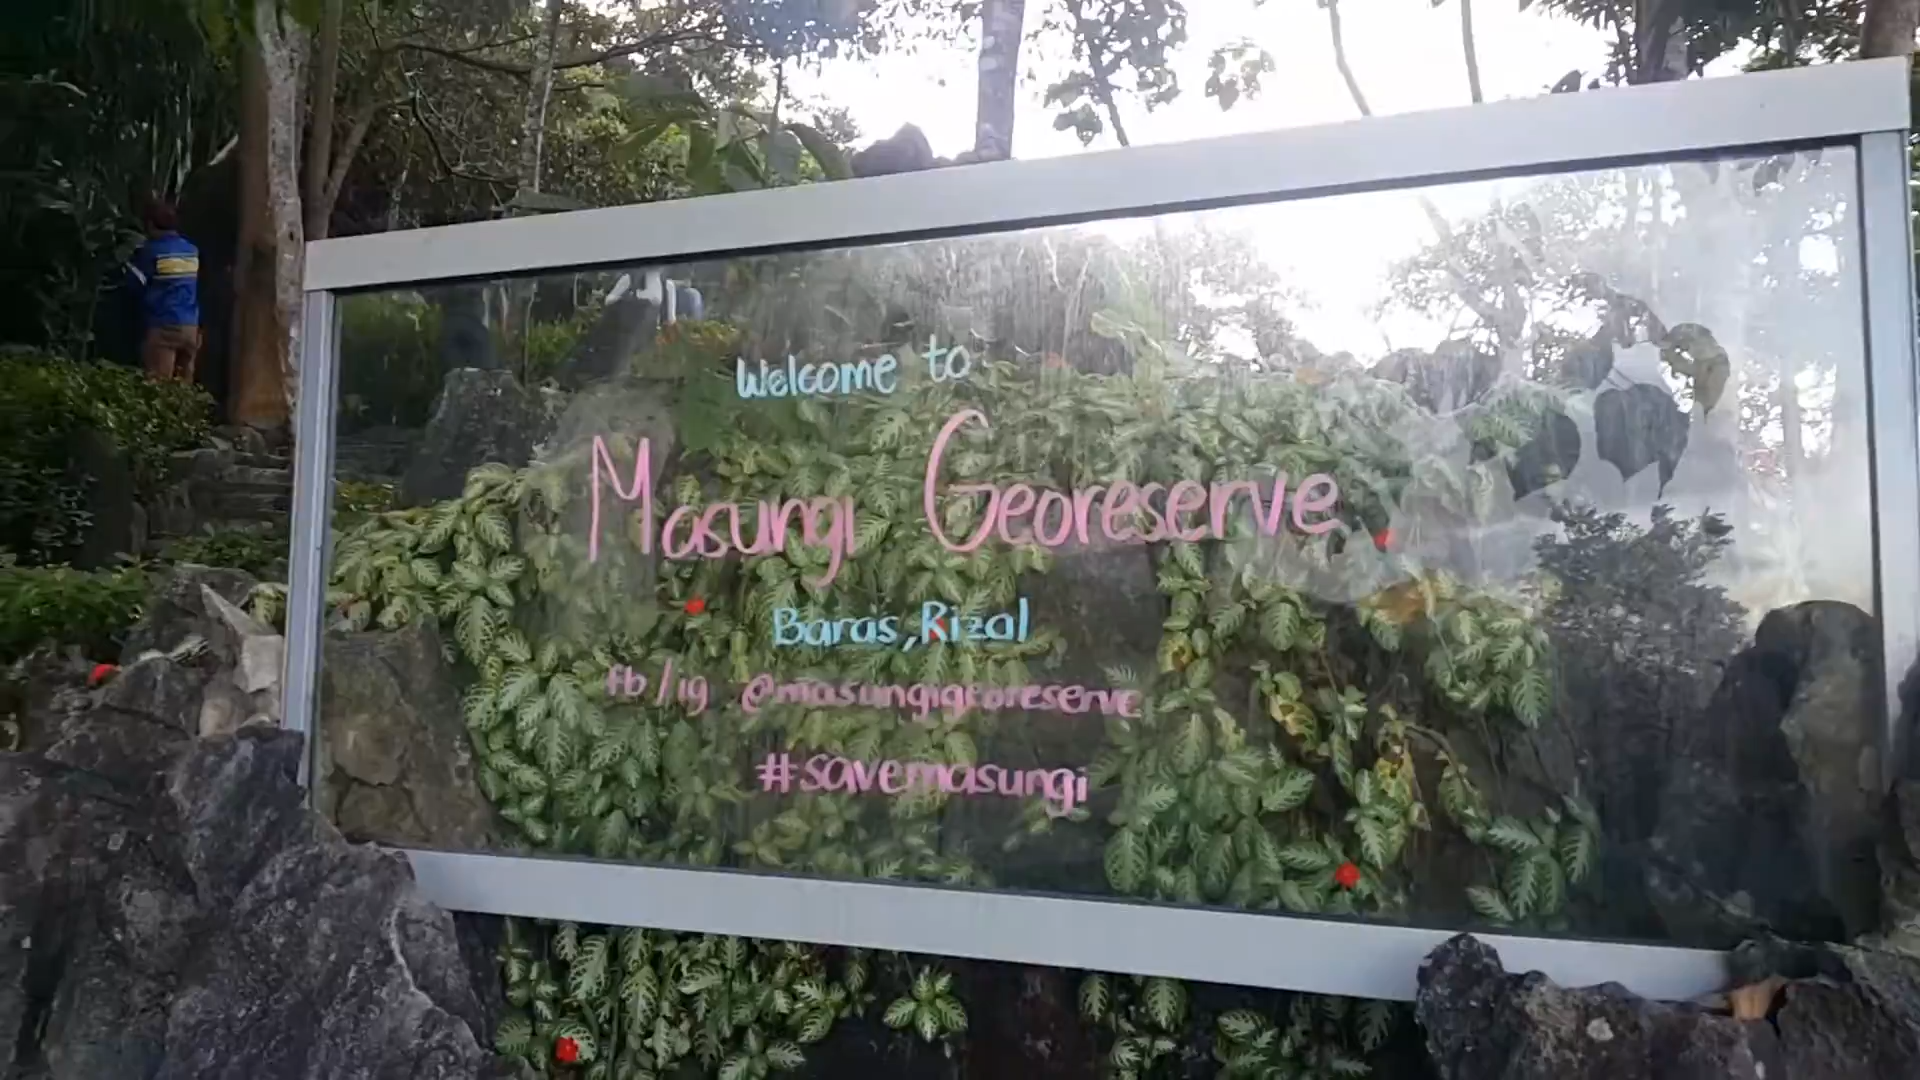 Welcome to
Masungi Georeserve
Baras, Rizal
fb/ig @masungigeoreserve
#savemasungi